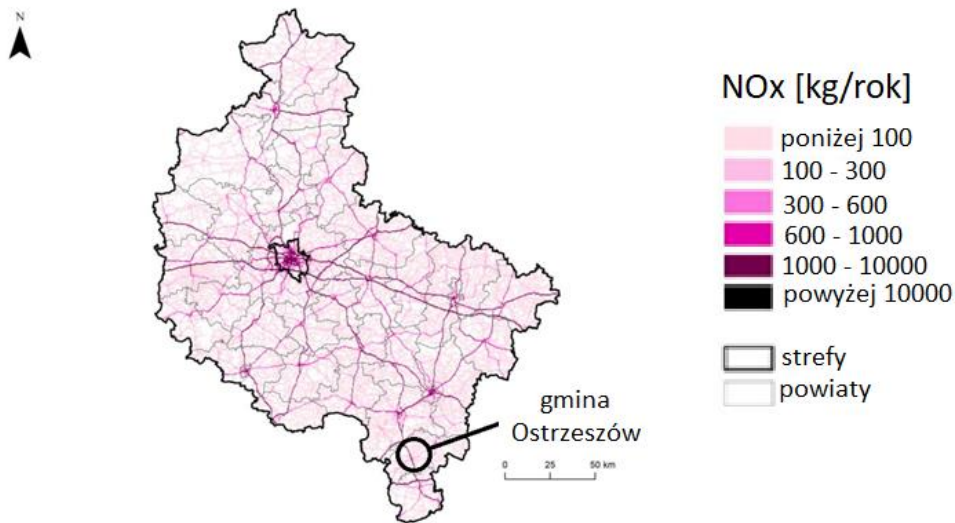 N
NOx [kg/rok]
poniżej 100
100 - 300
300 - 600
600 - 1000
1000 - 10000
powyżej 10000
strefy
powiaty
gmina
Ostrzeszów
0 25 50 km